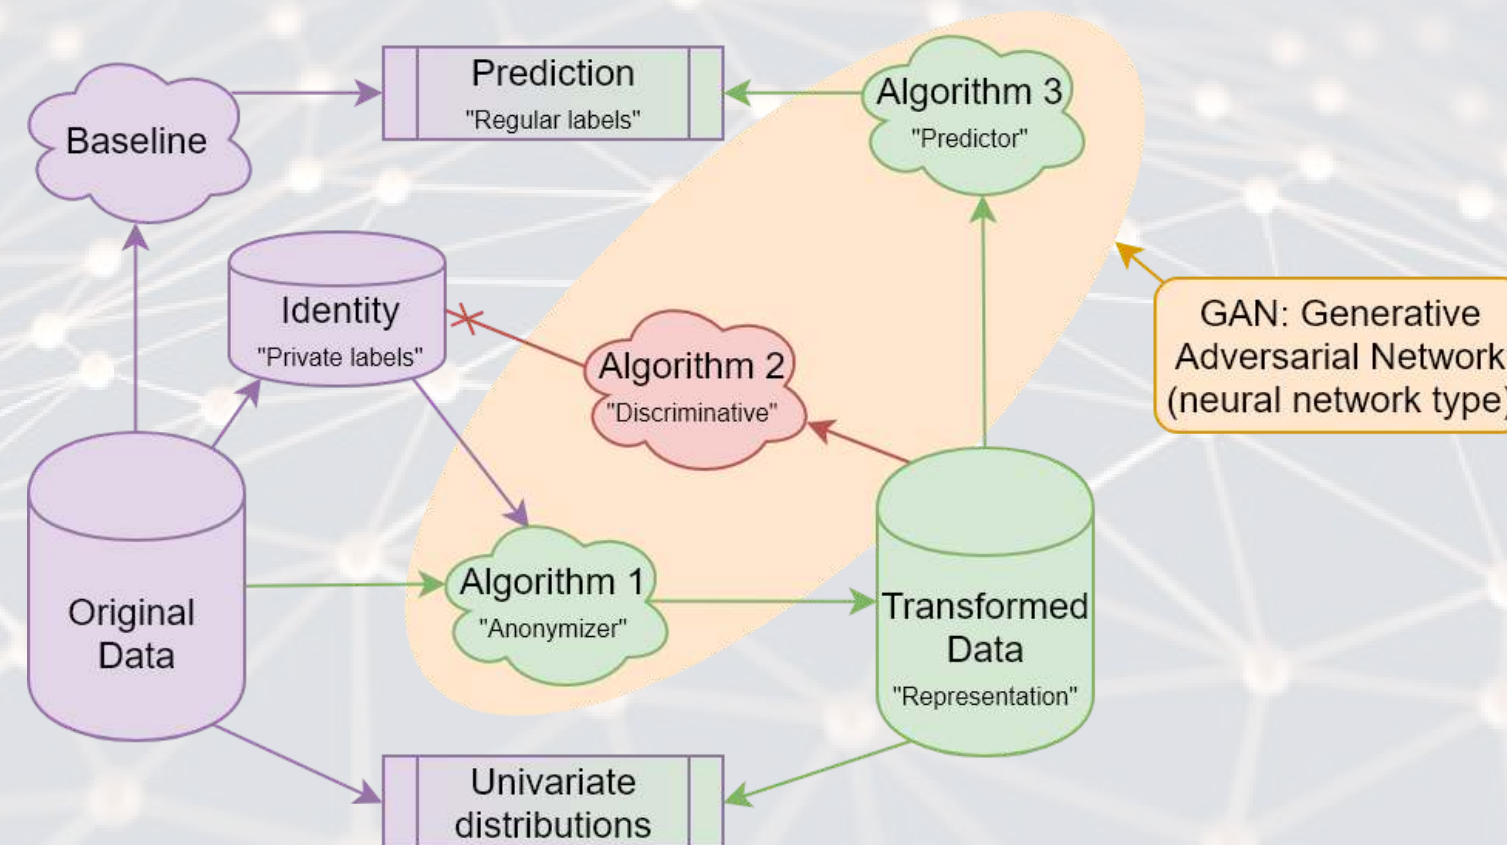 Prediction
"Regular labels"
Algorithm 3
"Predictor"
Baseline
Identity
"Private labels"
GAN: Generative
Adversarial Network
(neural network type)
Algorithm 2
"Discriminative"
Original
Data
Algorithm 1
"Anonymizer"
Transformed
Data
"Representation"
Univariate
distributions